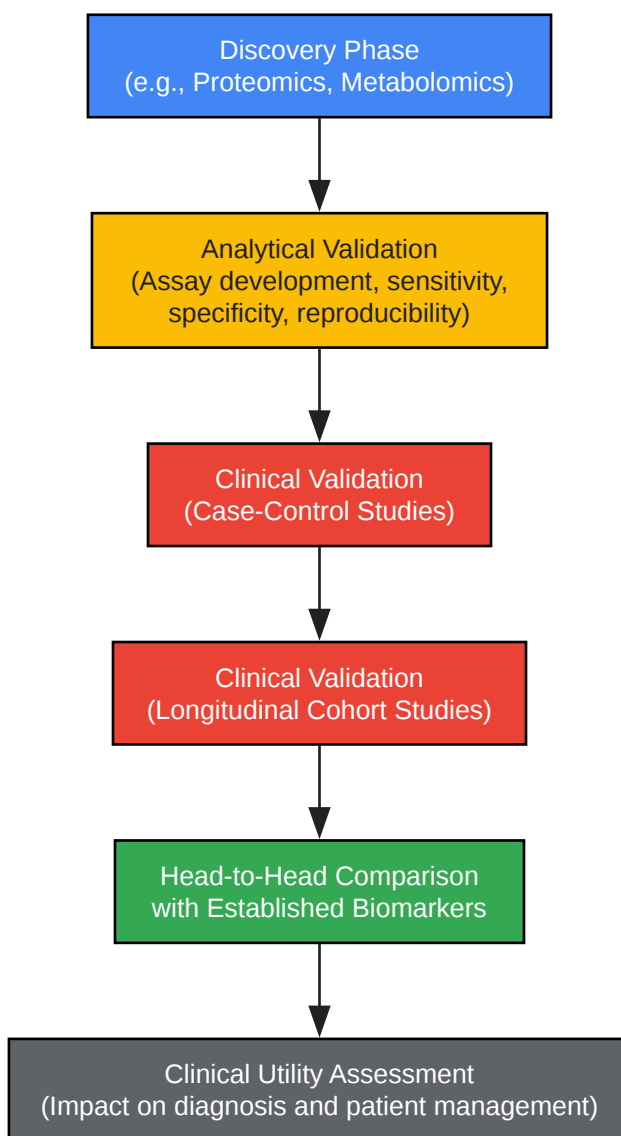 Discovery Phase
(e.g., Proteomics, Metabolomics)
Analytical Validation
(Assay development, sensitivity,
specificity, reproducibility)
Clinical Validation
(Case-Control Studies)
Clinical Validation
(Longitudinal Cohort Studies)
Head-to-Head Comparison
with Established Biomarkers
Clinical Utility Assessment
(Impact on diagnosis and patient management)